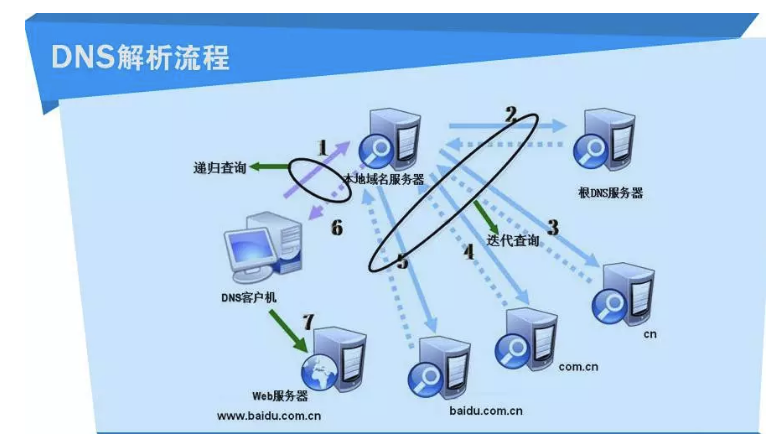 DNS解析流程
1
2
递归查询
本地域名服务器
根DNS服务器
6
迭代查询
3
4
5
DNS客户机
7
cn
com.cn
Web服务器
www.baidu.com.cn
baidu.com.cn